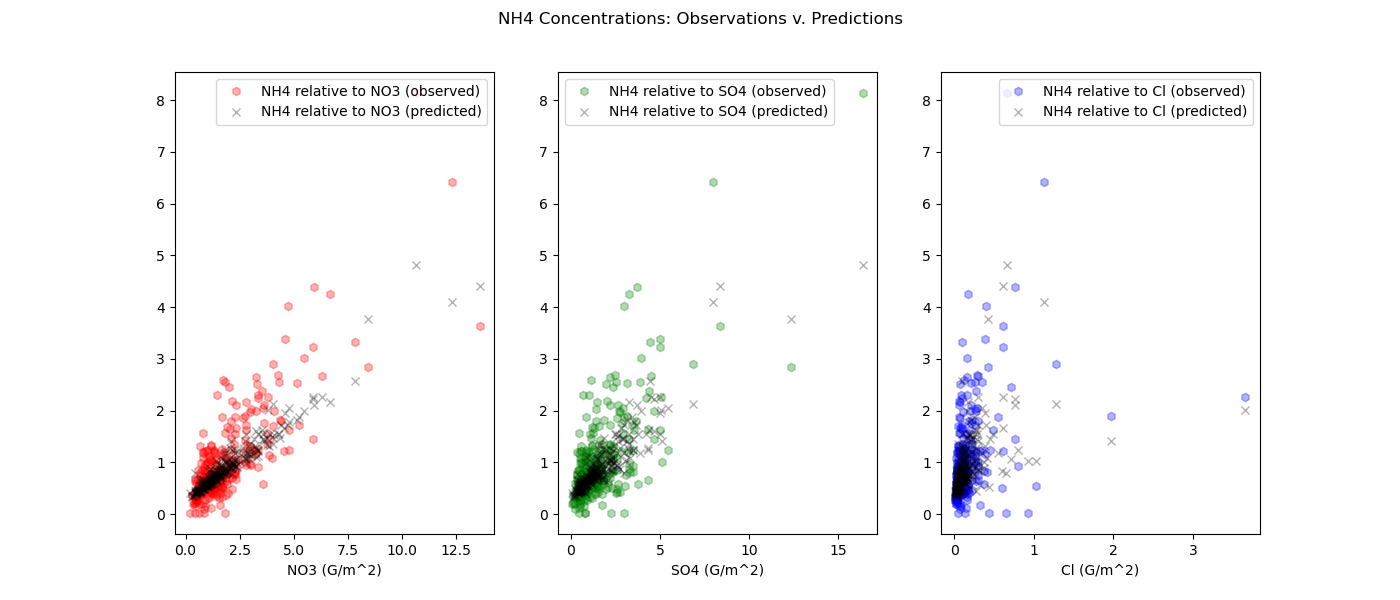 NH4 Concentrations: Observations v. Predictions
NH4 relative to NO3 (observed)
NH4 relative to NO3 (predicted)
8
7
6
5
4
3
2
1
0
0.0 2.5 5.0 7.5 10.0 12.5
NO3 (G/m^2)
NH4 relative to SO4 (observed)
NH4 relative to SO4 (predicted)
8
7
6
5
4
3
2
1
0
0 5 10 15
SO4 (G/m^2)
NH4 relative to Cl (observed)
NH4 relative to Cl (predicted)
8
7
6
5
4
3
2
1
0
0 1 2 3
Cl (G/m^2)